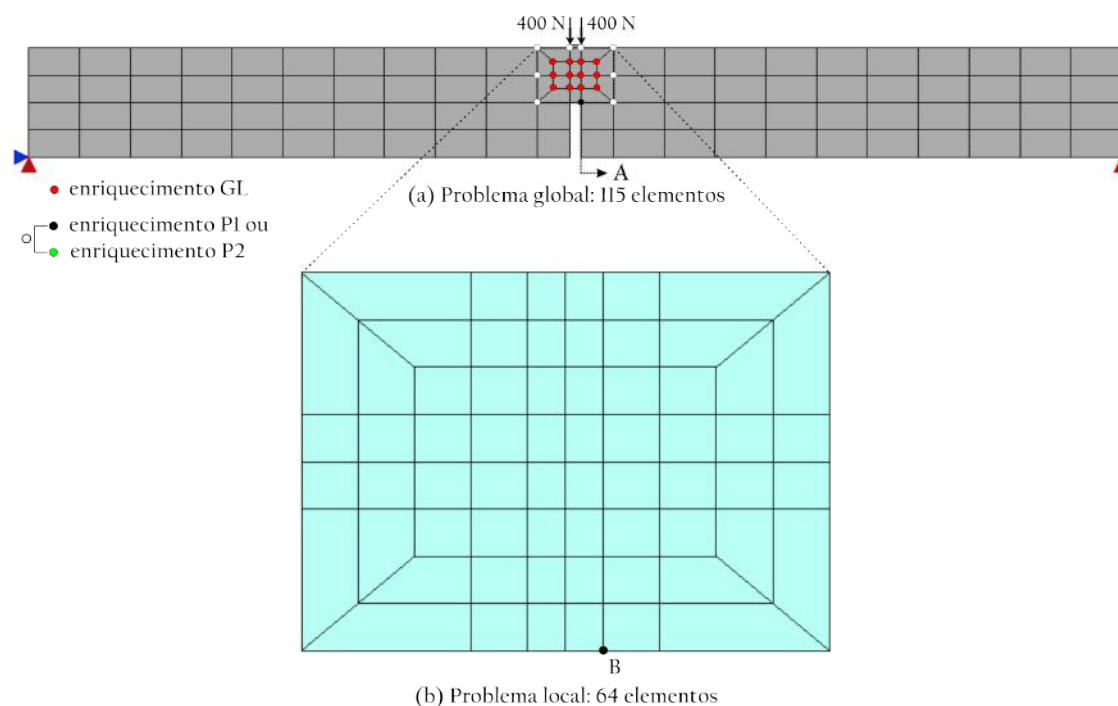 400 N 400 N
A
(a) Problema global: 115 elementos
enriquecimento GL
enriquecimento P1 ou
enriquecimento P2
B
(b) Problema local: 64 elementos